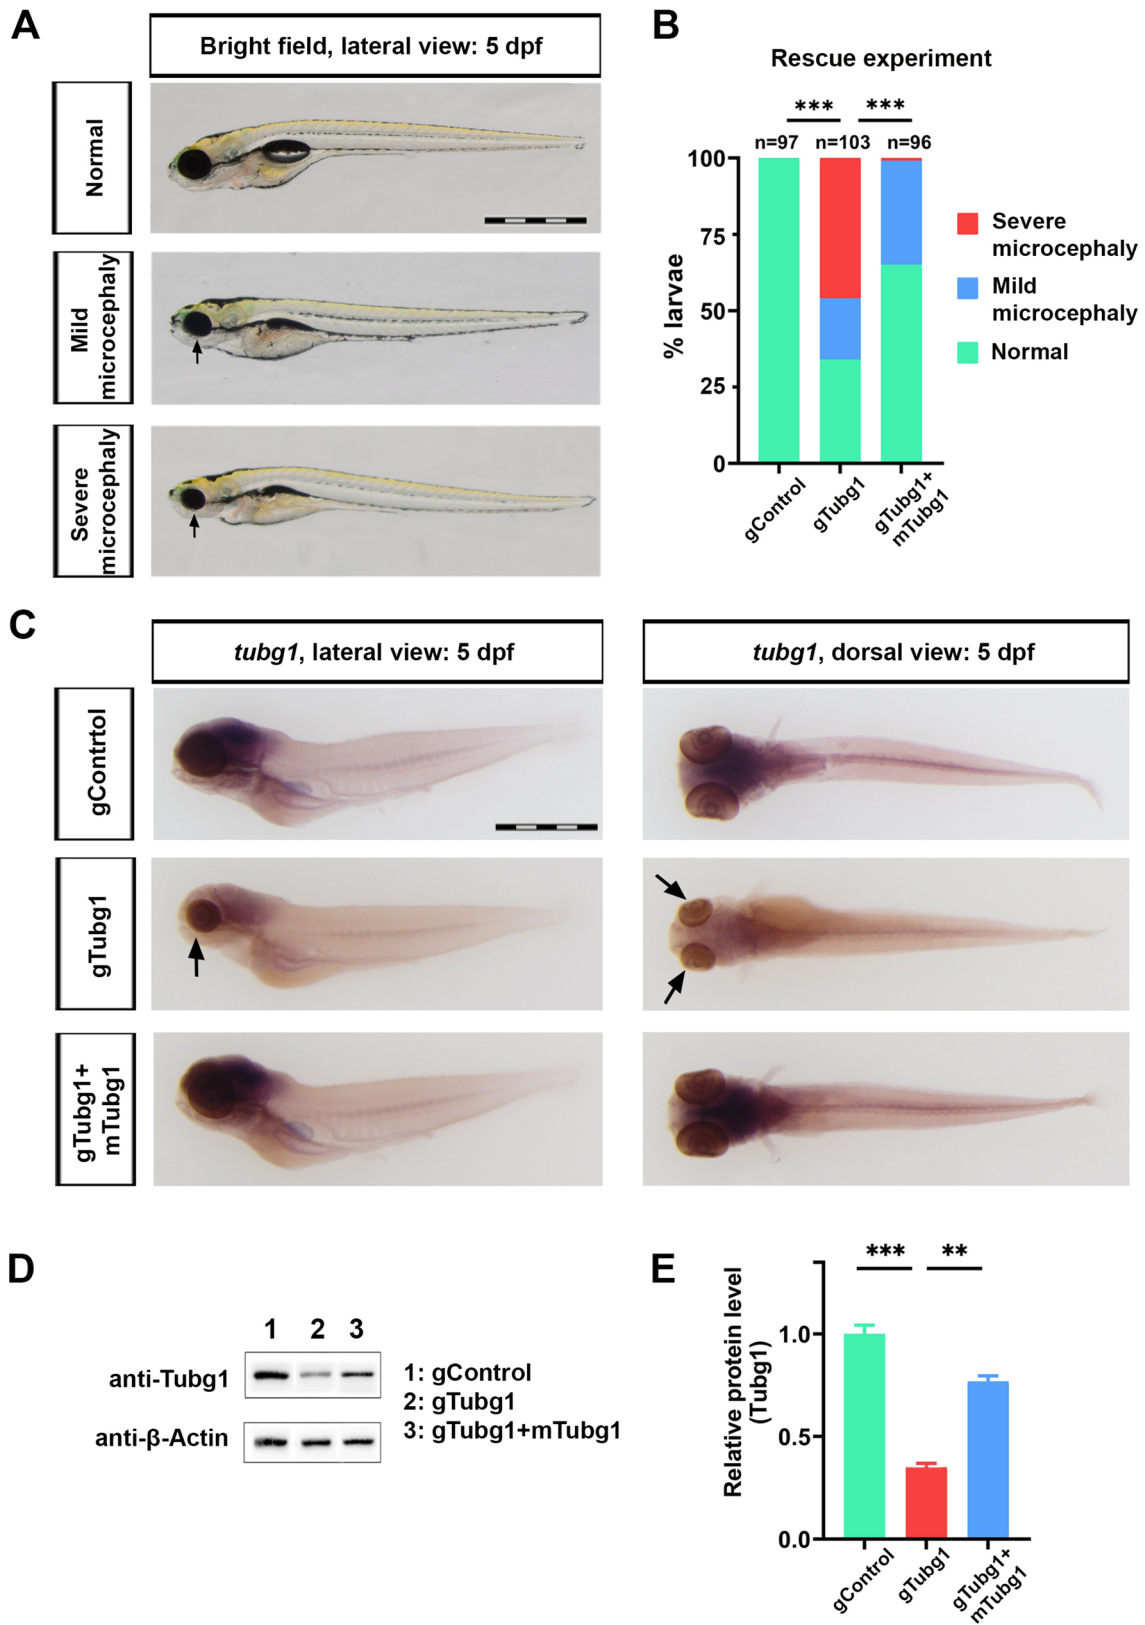 A
Bright field, lateral view: 5 dpf
Normal
Mild
microcephaly
Severe
microcephaly
B
Rescue experiment
***
***
n=97
n=103
n=96
100
75
50
25
0
% larvae
gControl
gTubg1
gTubg1+
mTubg1
Severe
microcephaly
Mild
microcephaly
Normal
C
tubg1, lateral view: 5 dpf
tubg1, dorsal view: 5 dpf
gContrtol
gTubg1
gTubg1+
mTubg1
D
1 2 3
anti-Tubg1
anti-β-Actin
1: gControl
2: gTubg1
3: gTubg1+mTubg1
E
***
**
Relative protein level
(Tubg1)
1.0
0.5
0.0
gControl
gTubg1
gTubg1+
mTubg1